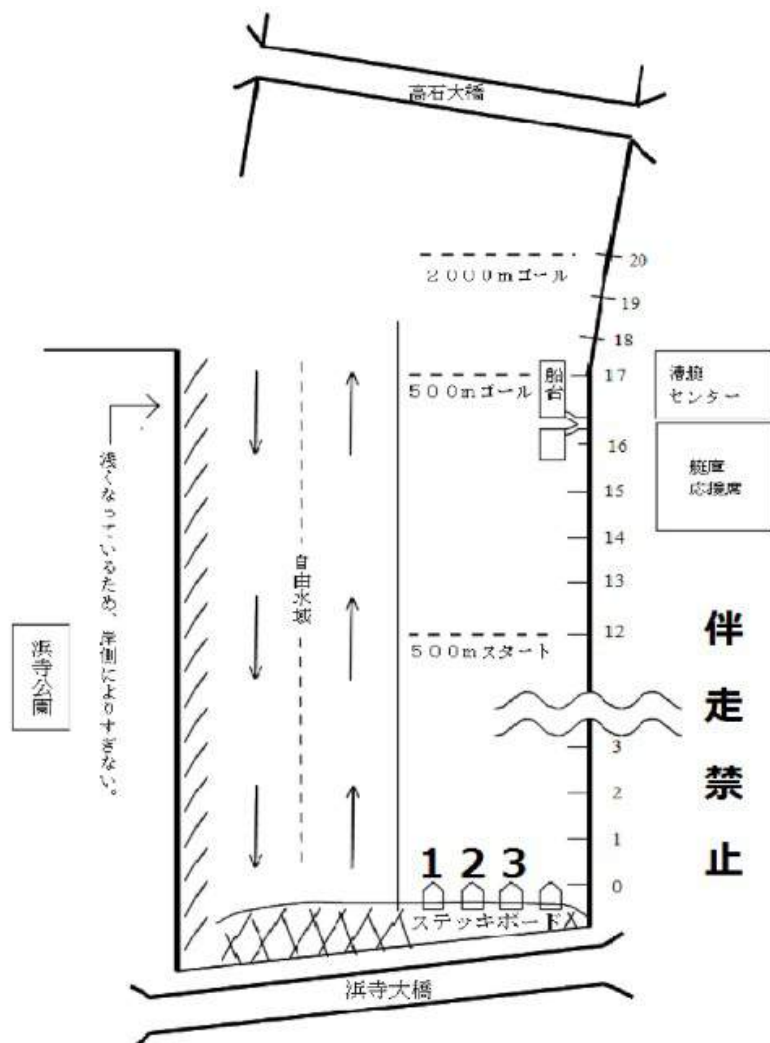 高石大橋
20
2000mゴール
19
18
17
500mゴール
船台
漕艇
センター
16
艇庫
応援席
15
14
13
12
500mスタート
自由水域
浅くなっているため、岸側によりすぎない。
浜寺公園
伴走禁止
3
2
1
0
1 2 3
ステッキボード
浜寺大橋